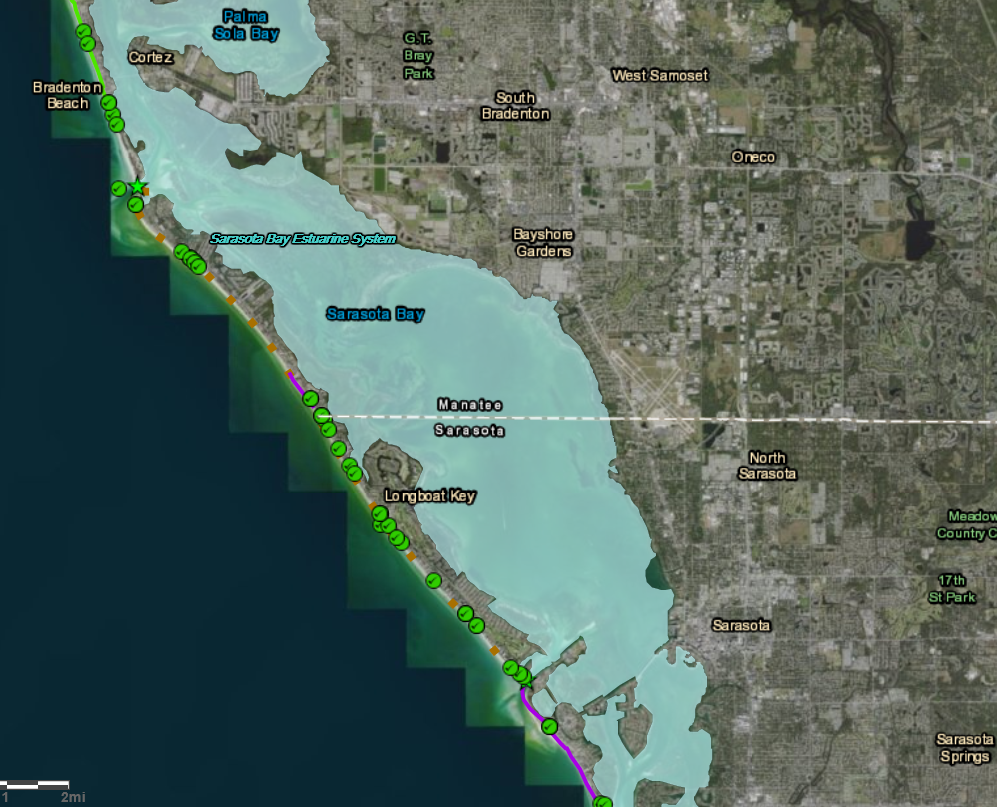 Palma
Sola Bay
G.T.
Bray
Park
Cortez
West Samoset
Bradenton
Beach
South
Bradenton
Oneco
Sarasota Bay Estuarine System
Bayshore
Gardens
Sarasota Bay
Manatee
Sarasota
North
Sarasota
Longboat Key
Meadow
Country C
17th
St Park
Sarasota
Sarasota
Springs
1 2mi